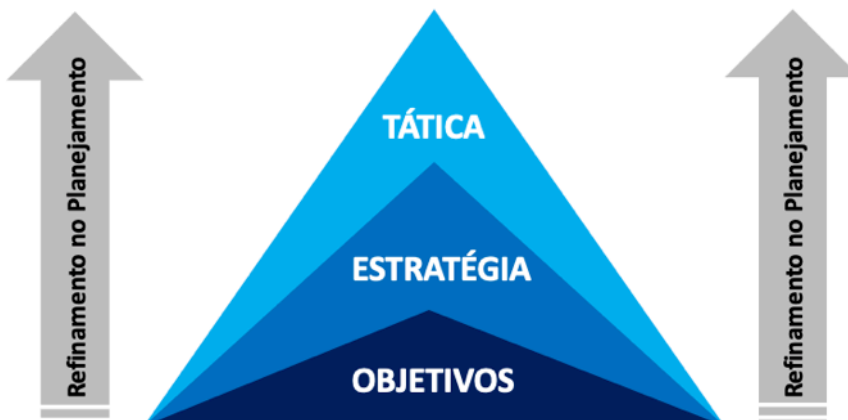 Refinamento no Planejamento
TÁTICA
ESTRATÉGIA
OBJETIVOS
Refinamento no Planejamento